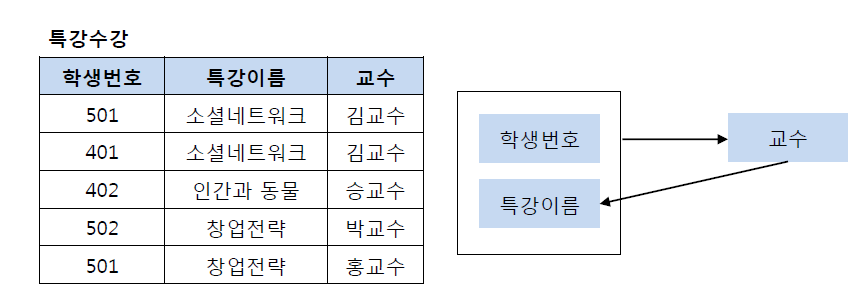 특강수강
학생번호 특강이름 교수
501 소셜네트워크 김교수
401 소셜네트워크 김교수
402 인간과 동물 승교수
502 창업전략 박교수
501 창업전략 홍교수
학생번호
교수
특강이름